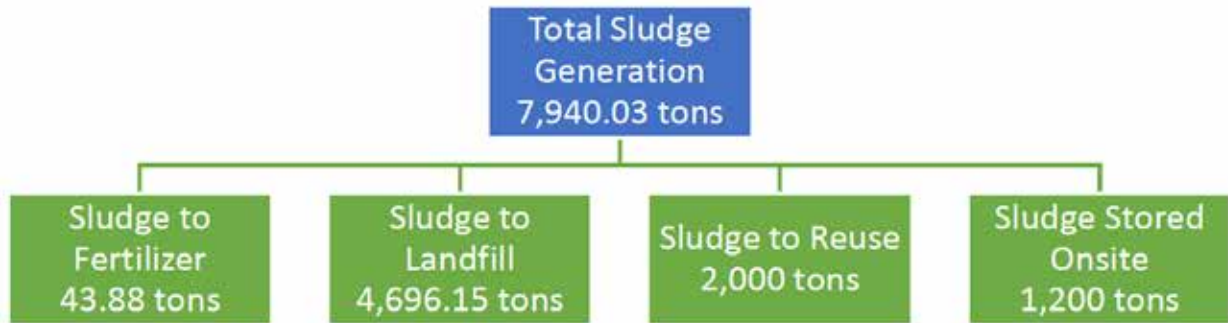 Total Sludge
Generation
7,940.03 tons
Sludge to
Fertilizer
43.88 tons
Sludge to
Landfill
4,696.15 tons
Sludge to Reuse
2,000 tons
Sludge Stored
Onsite
1,200 tons